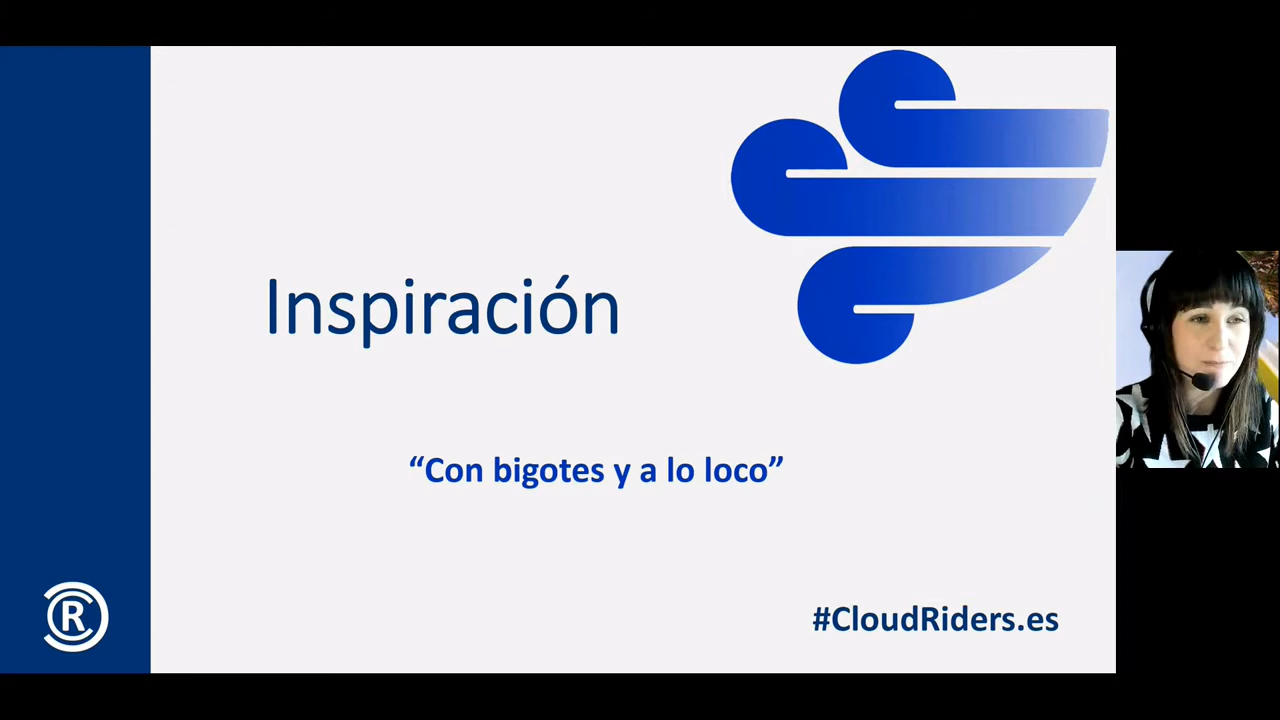 Inspiración
“Con bigotes y a lo loco”
R
#CloudRiders.es